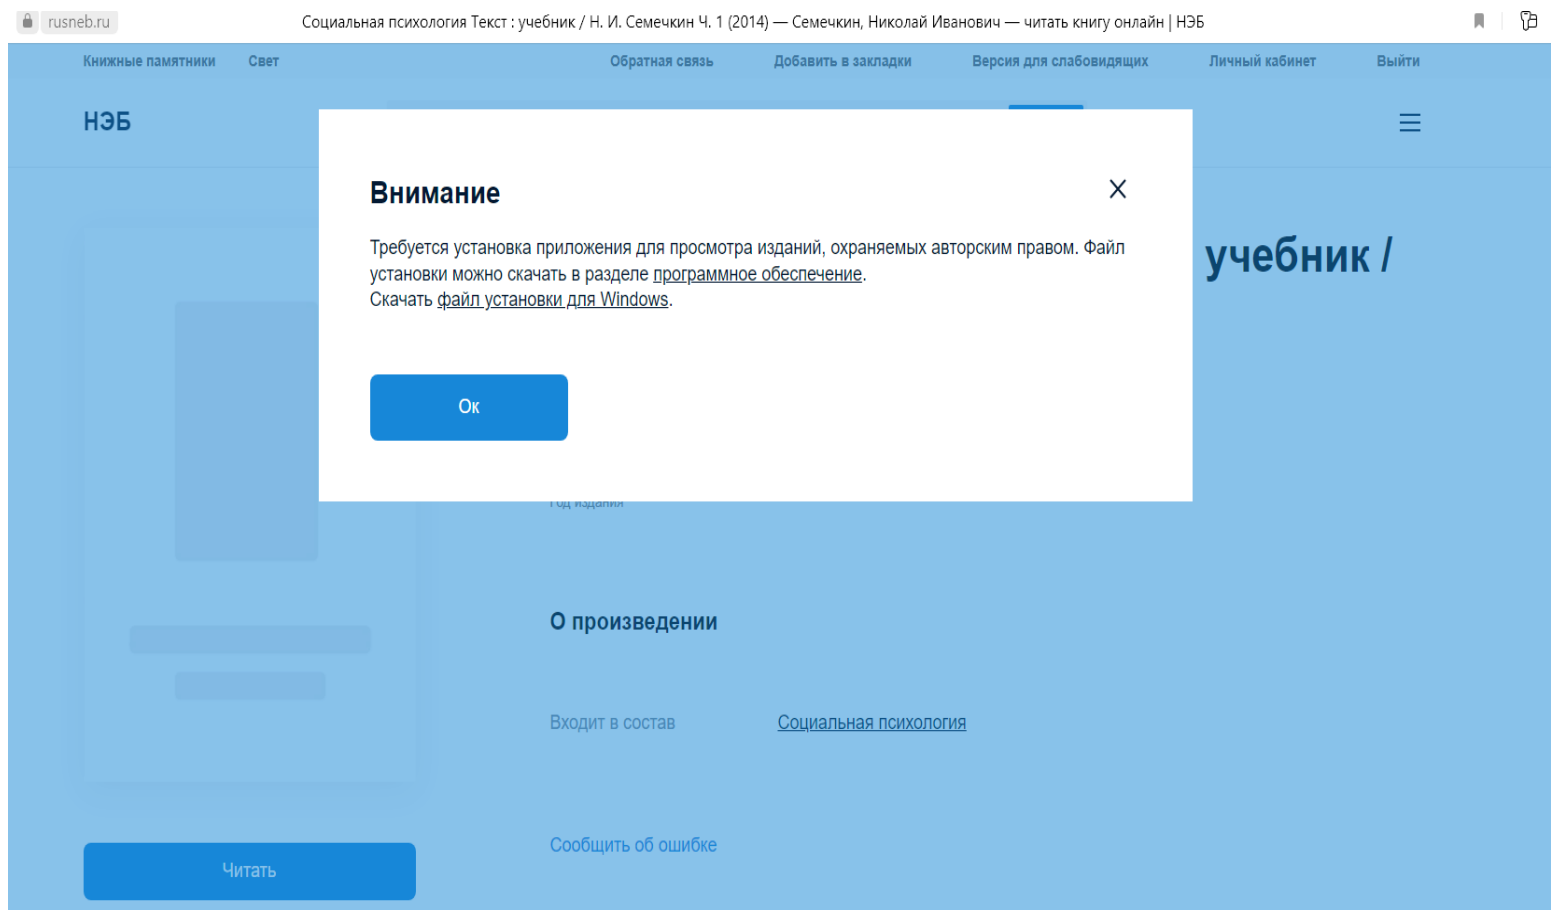 rusneb.ru
Социальная психология Текст : учебник / Н. И. Семечкин Ч. 1 (2014) — Семечкин, Николай Иванович — читать книгу онлайн | НЭБ
Книжные памятники Свет Обратная связь Добавить в закладки Версия для слабовидящих Личный кабинет Выйти
НЭБ
Внимание
Требуется установка приложения для просмотра изданий, охраняемых авторским правом. Файл
установки можно скачать в разделе программное обеспечение.
Скачать файл установки для Windows.
учебник /
Ок
Год издания
О произведении
Входит в состав Социальная психология
Сообщить об ошибке
Читать